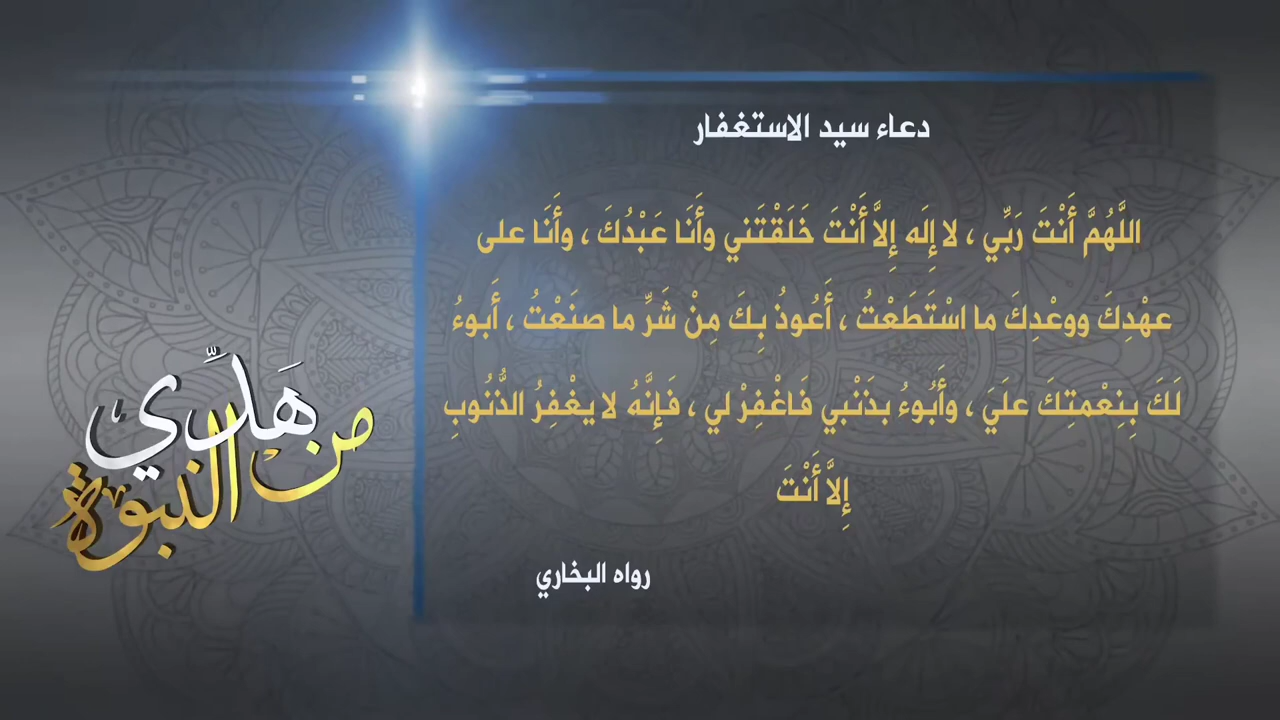 دعاء سيد الاستغفار
اللَّهُمَّ أَنْتَ رَبِّي ، لا إِلَه إِلاَّ أَنْتَ خَلَقْتَني وأَنَا عَبْدُكَ ، وأَنَا على
عهْدِكَ ووعْدِكَ ما اسْتَطَعْتُ ، أَعُوذُ بِكَ مِنْ شَرِّ ما صنَعْتُ ، أَبوءُ
لَكَ بِنِعْمتِكَ علَيَ ، وأَبُوءُ بذَنْبي فَاغْفِرْ لي ، فَإِنَّهُ لا يغْفِرُ الذُّنُوبِ
إِلاَّ أَنْتَ
رواه البخاري
من هَدِّي
النبوة